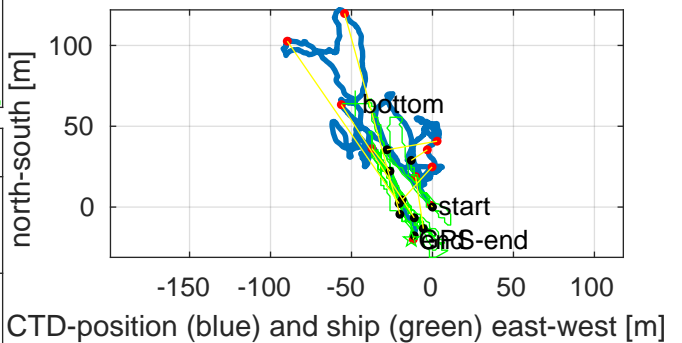 100
50
0
north-south [m]
bottom
start
end
GPS-end
-150 -100 -50 0 50 100
CTD-position (blue) and ship (green) east-west [m]